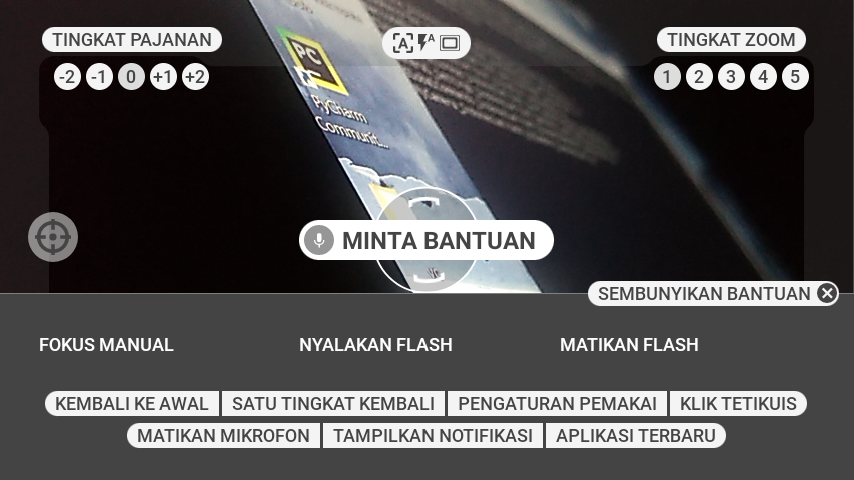 TINGKAT PAJANAN
A
A
TINGKAT ZOOM
-2 -1 0 +1 +2
1 2 3 4 5
PC
PyCharm
Communit...
MINTA BANTUAN
SEMBUNYIKAN BANTUAN
FOKUS MANUAL
NYALAKAN FLASH
MATIKAN FLASH
KEMBALI KE AWAL
SATU TINGKAT KEMBALI
PENGATURAN PEMAKAI
KLIK TETIKUIS
MATIKAN MIKROFON
TAMPILKAN NOTIFIKASI
APLIKASI TERBARU